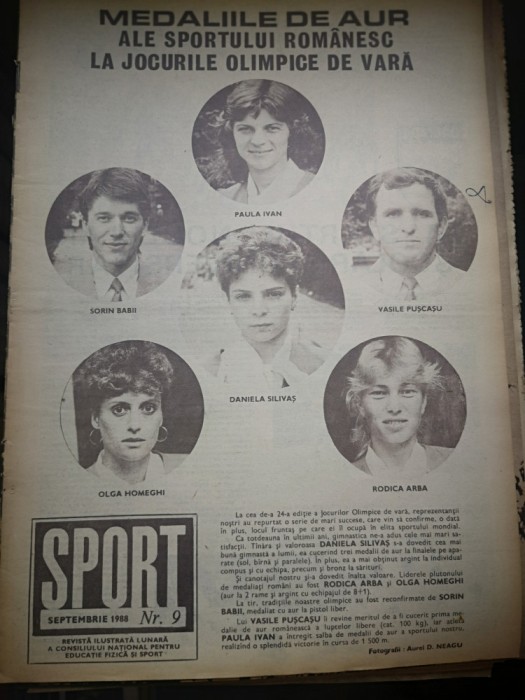 MEDALIILE DE AUR
ALE SPORTULUI ROMÂNESC
LA JOCURILE OLIMPICE DE VARĂ
PAULA IVAN
SORIN BABII
VASILE PUȘCAȘU
DANIELA SILIVAȘ
OLGA HOMEGHI
RODICA ARBA
SPORT
SEPTEMBRIE 1988 Nr. 9
REVISTĂ ILUSTRATĂ LUNARĂ
A CONSILIULUI NAȚIONAL PENTRU
EDUCAȚIE FIZICĂ ȘI SPORT
La cea de-a 24-a ediție a Jocurilor Olimpice de vară, reprezentanții
noștri au repurtat o serie de mari succese, care vin să confirme, o dată
în plus, locul fruntaș pe care ei îl ocupă în elita sportului mondial.
Ca totdeauna în ultimii ani, gimnastica ne-a adus cele mai mari sa-
tisfacții. Tînăra și valoroasa DANIELA SILIVAȘ s-a dovedit cea mai
bună gimnastă a lumii, ea cucerind trei medalii de aur la finalele pe apa-
rate (sol, bîrnă și paralele). În plus, ea a mai obținut argint la individual
compus și cu echipa, precum și bronz la sărituri.
Și canotajul nostru și-a dovedit înalta valoare. Liderele plutonului
de medaliați români au fost RODICA ARBA și OLGA HOMEGHI
(aur la 2 rame și argint cu echipajul de 8+1).
La tir, tradițiile noastre olimpice au fost reconfirmate de SORIN
BABII, medaliat cu aur la pistol liber.
Lui VASILE PUȘCAȘU îi revine meritul de a fi cucerit prima me-
dalie de aur românească a luptelor libere (cat. 100 kg), iar atleta
PAULA IVAN a întregit salba de medalii de aur a sportului nostru,
realizînd o splendidă victorie în cursa de 1 500 m.
Fotografii : Aurel D. NEAGU